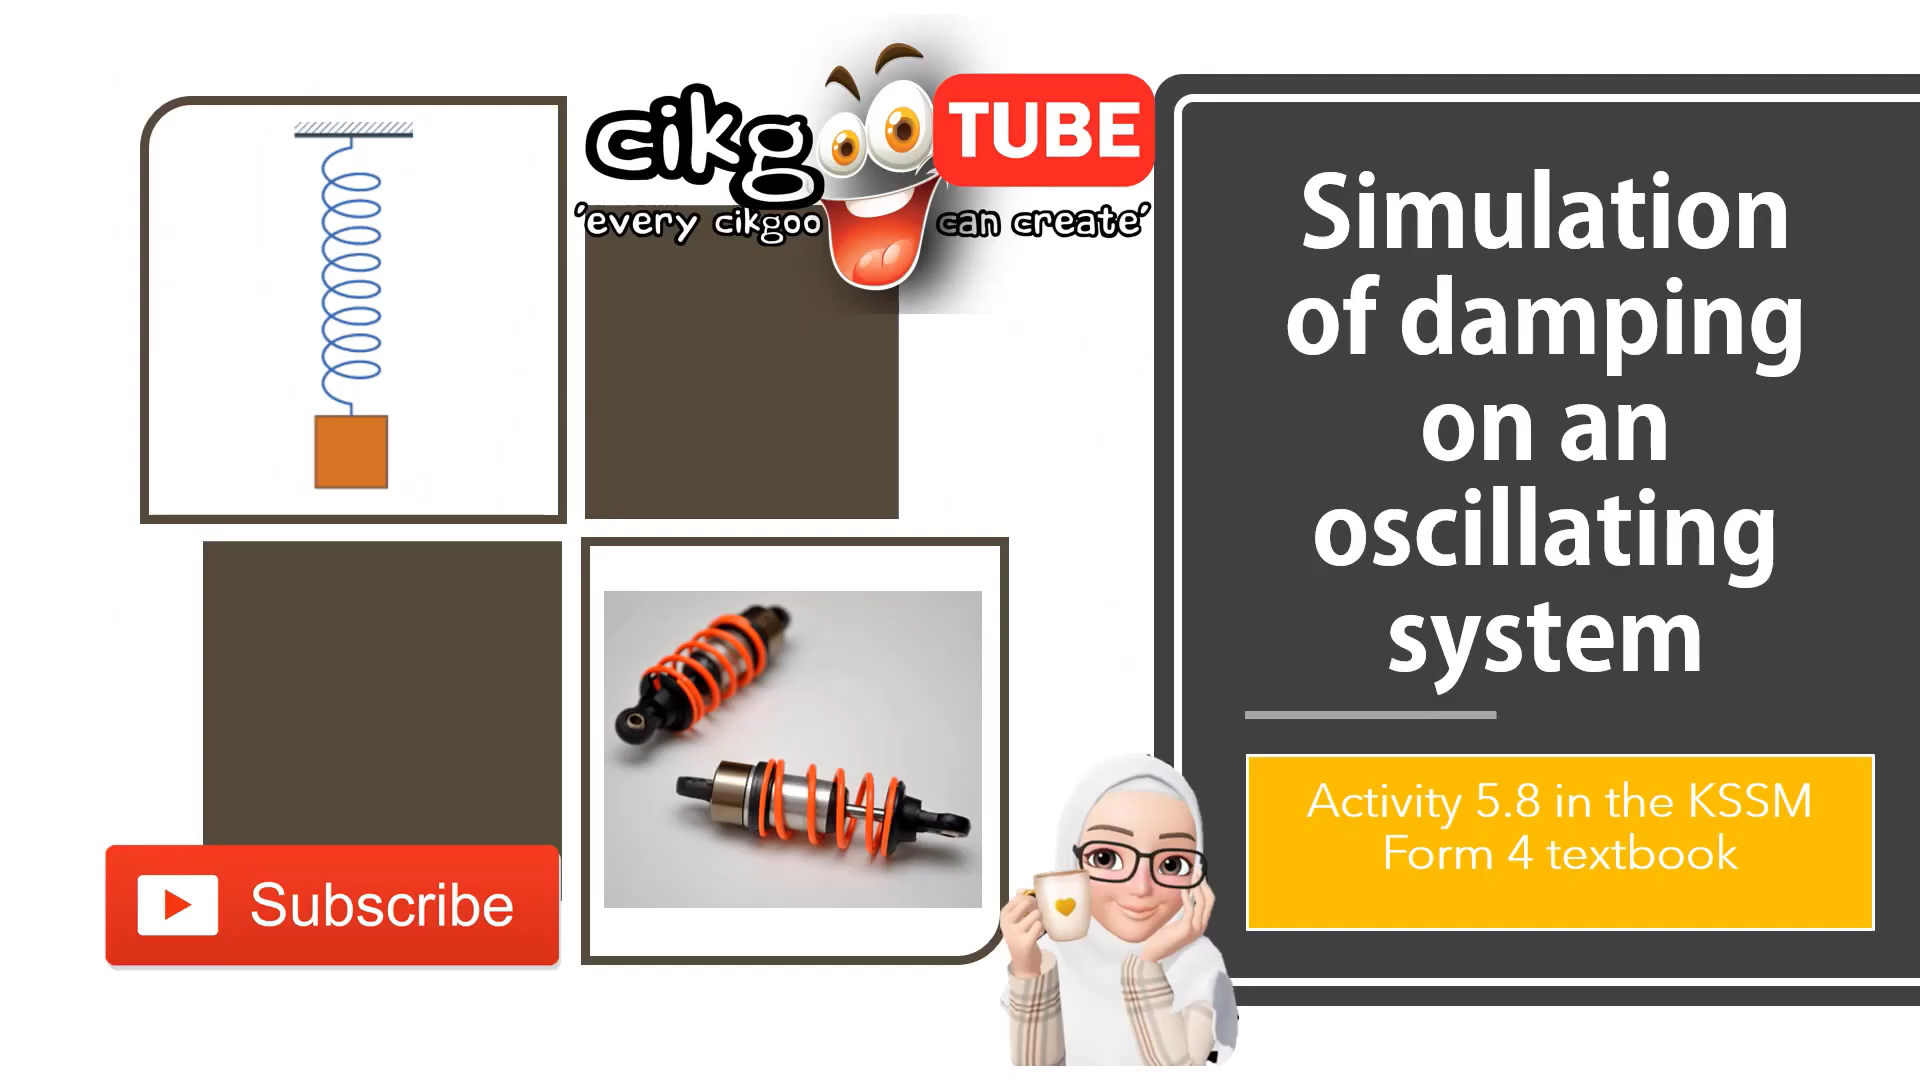 cikgoo TUBE
'every cikgoo can create'
Simulation
of damping
on an
oscillating
system
Activity 5.8 in the KSSM
Form 4 textbook
Subscribe